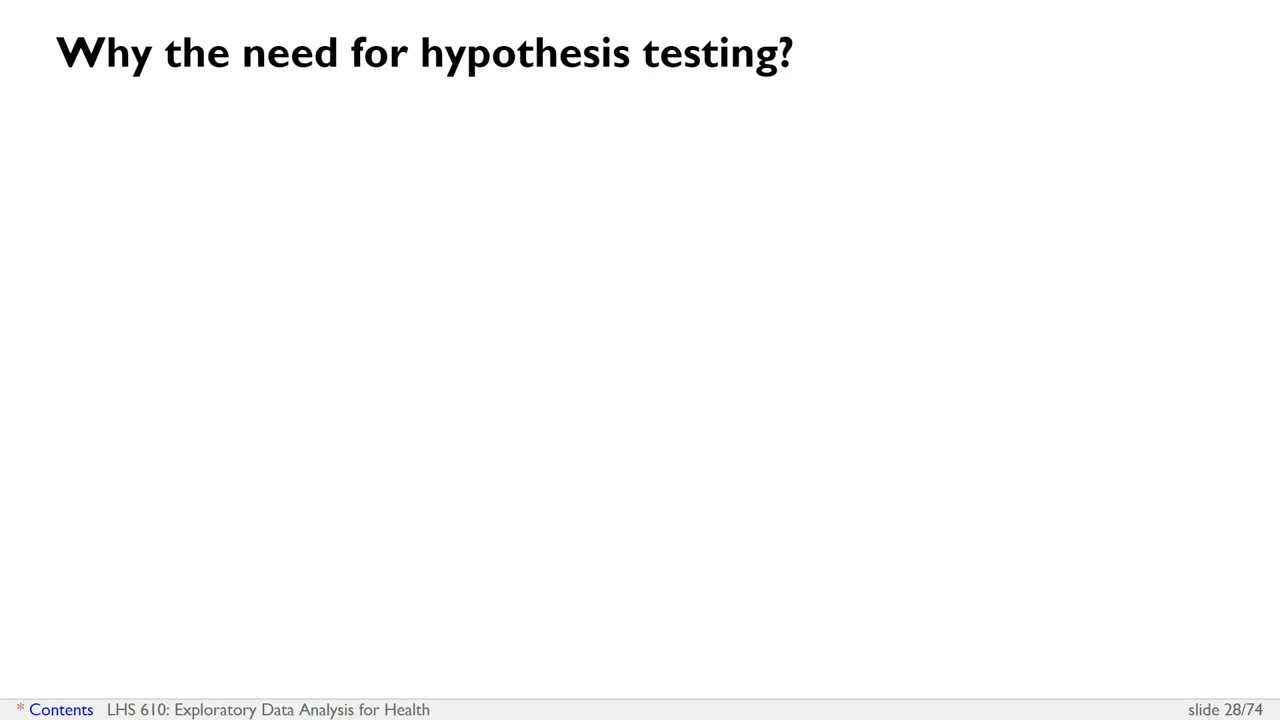 Why the need for hypothesis testing?
* Contents LHS 610: Exploratory Data Analysis for Health slide 28/74